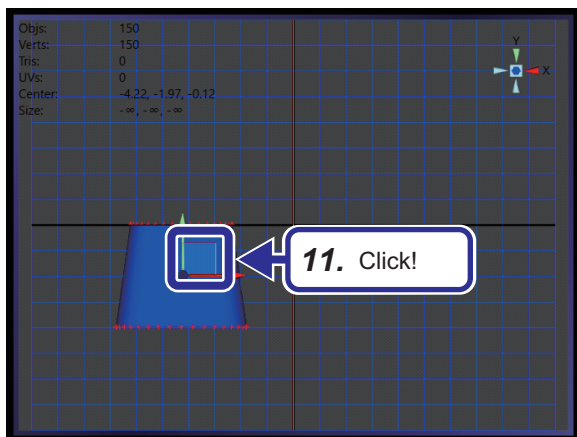 Objs: 150
Verts: 150
Tris: 0
UVs: 0
Center: -4.22, -1.97, -0.12
Size: -∞, -∞, -∞
Y
X
11. Click!